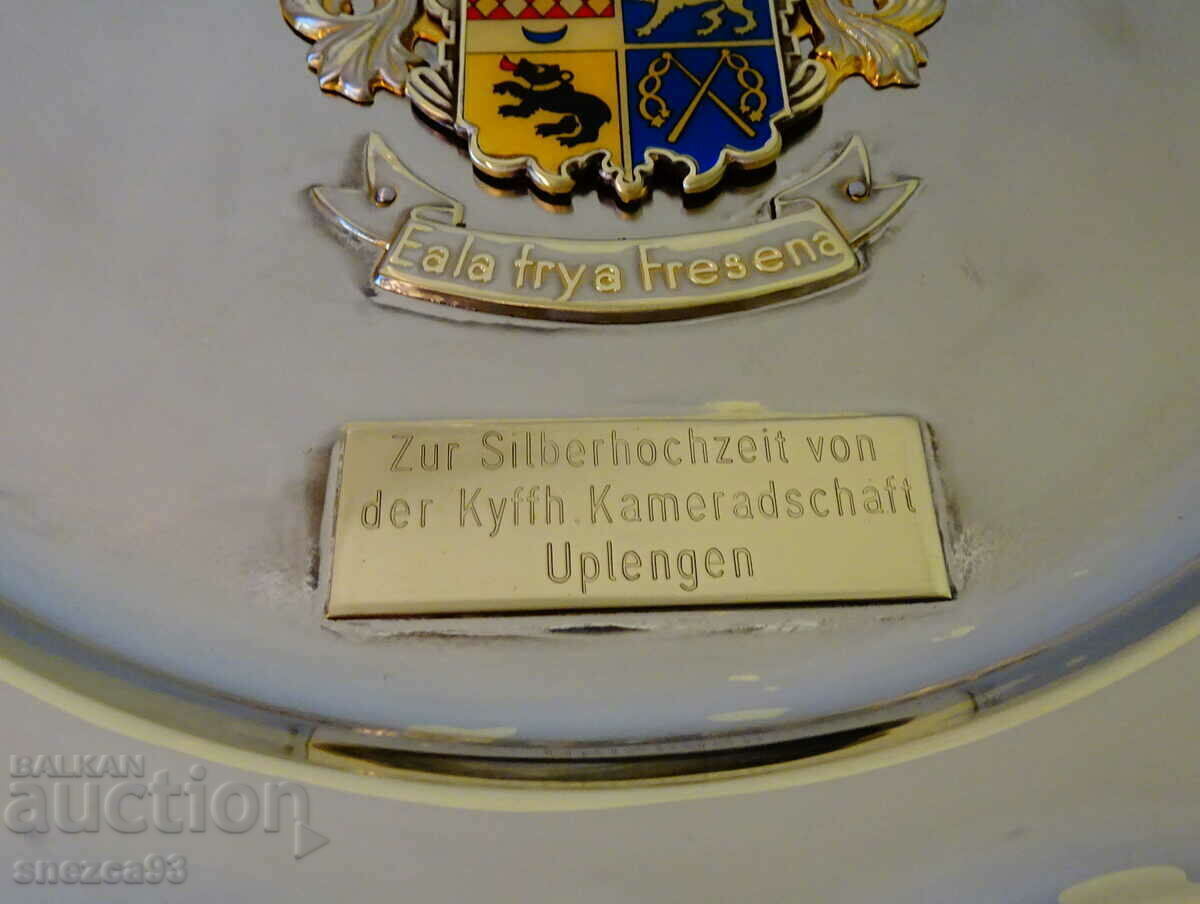 Eala frya Fresena
Zur Silberhochzeit von
der Kyffh. Kameradschaft
Uplengen
BALKAN
auction
snezca93